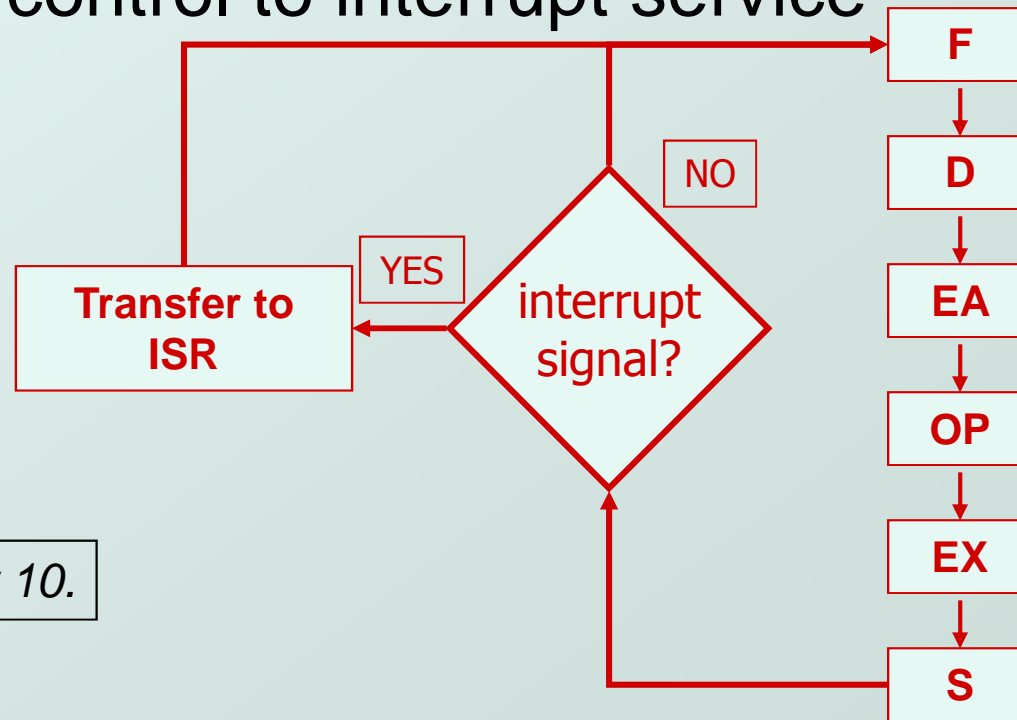 control to interrupt service
F
NO
D
YES
Transfer to
ISR
interrupt
signal?
EA
OP
EX
10.
S